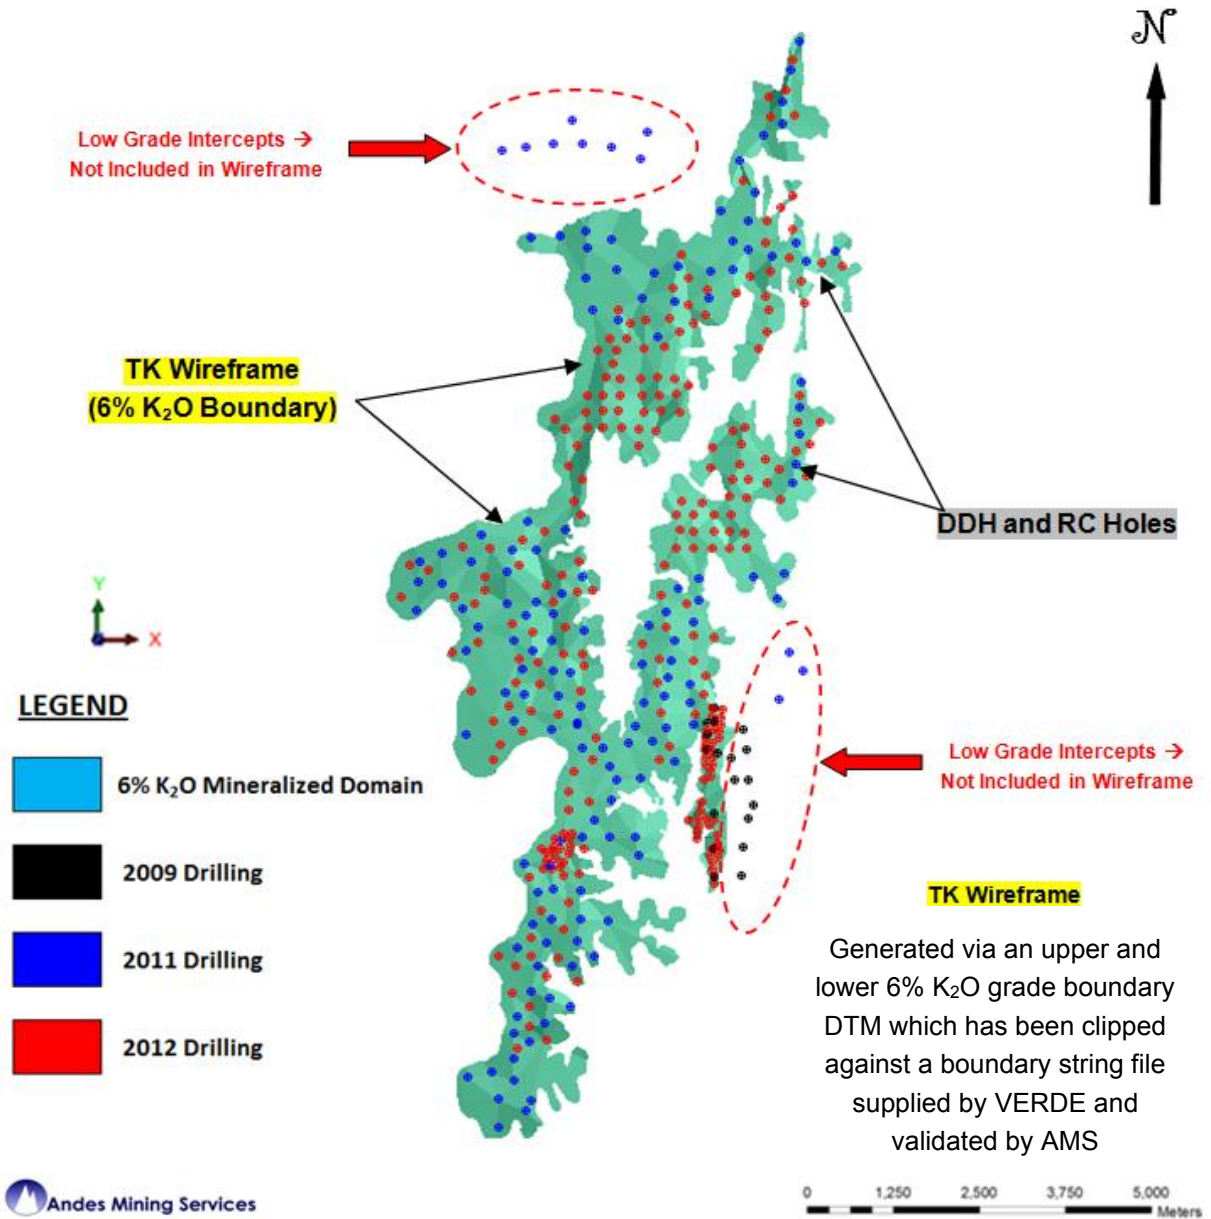 N
Low Grade Intercepts →
Not Included in Wireframe
TK Wireframe
(6% K₂O Boundary)
DDH and RC Holes
Y
X
LEGEND
6% K₂O Mineralized Domain
2009 Drilling
2011 Drilling
2012 Drilling
Low Grade Intercepts →
Not Included in Wireframe
TK Wireframe
Generated via an upper and
lower 6% K₂O grade boundary
DTM which has been clipped
against a boundary string file
supplied by VERDE and
validated by AMS
Andes Mining Services
0 1,250 2,500 3,750 5,000
Meters